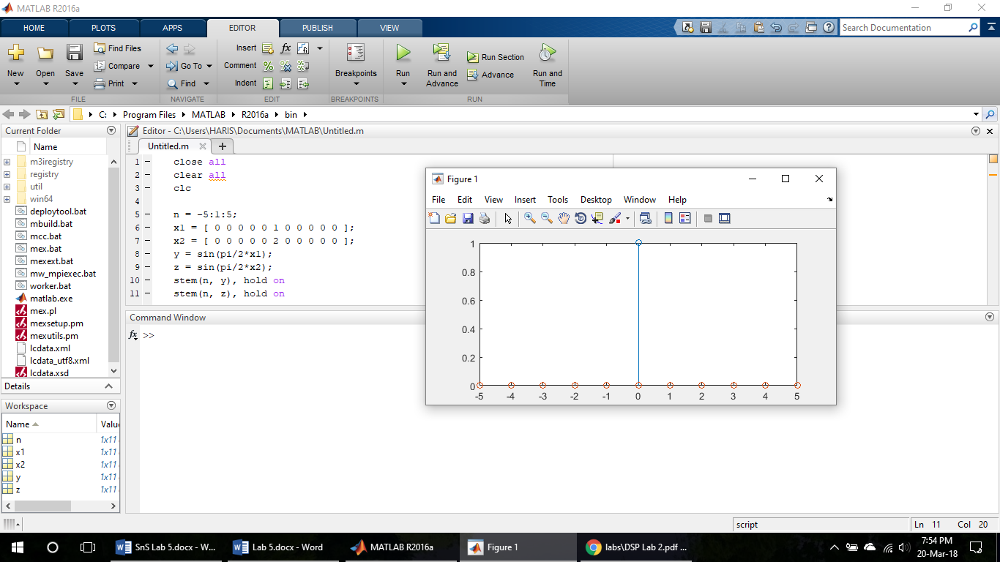 MATLAB R2016a
HOME PLOTS APPS EDITOR PUBLISH VIEW
Search Documentation
New Open Save Find Files Compare Print
Go To Find
Insert fx
Comment
Indent
Breakpoints
Run Run and Advance Run Section Advance Run and Time
FILE NAVIGATE EDIT BREAKPOINTS RUN
C: Program Files MATLAB R2016a bin
Current Folder
Name
m3iregistry
registry
util
win64
deploytool.bat
mbuild.bat
mcc.bat
mex.bat
mexext.bat
mw_mpiexec.bat
worker.bat
matlab.exe
mex.pl
mexsetup.pm
mexutils.pm
lcdata.xml
lcdata_utf8.xml
lcdata.xsd
Details
Workspace
Name Valu
n 1x11
x1 1x11
x2 1x11
y 1x11
z 1x11
Editor - C:\Users\HARIS\Documents\MATLAB\Untitled.m
Untitled.m
1 – close all
2 – clear all
3 – clc
4
5 – n = -5:1:5;
6 – x1 = [ 0 0 0 0 0 1 0 0 0 0 0 ];
7 – x2 = [ 0 0 0 0 0 2 0 0 0 0 0 ];
8 – y = sin(pi/2*x1);
9 – z = sin(pi/2*x2);
10 – stem(n, y), hold on
11 – stem(n, z), hold on
Command Window
fx >>
Figure 1
File Edit View Insert Tools Desktop Window Help
1
0.8
0.6
0.4
0.2
0
-5 -4 -3 -2 -1 0 1 2 3 4 5
script Ln 11 Col 20
SnS Lab 5.docx - W... Lab 5.docx - Word MATLAB R2016a Figure 1 labs\DSP Lab 2.pdf ...
7:54 PM
20-Mar-18